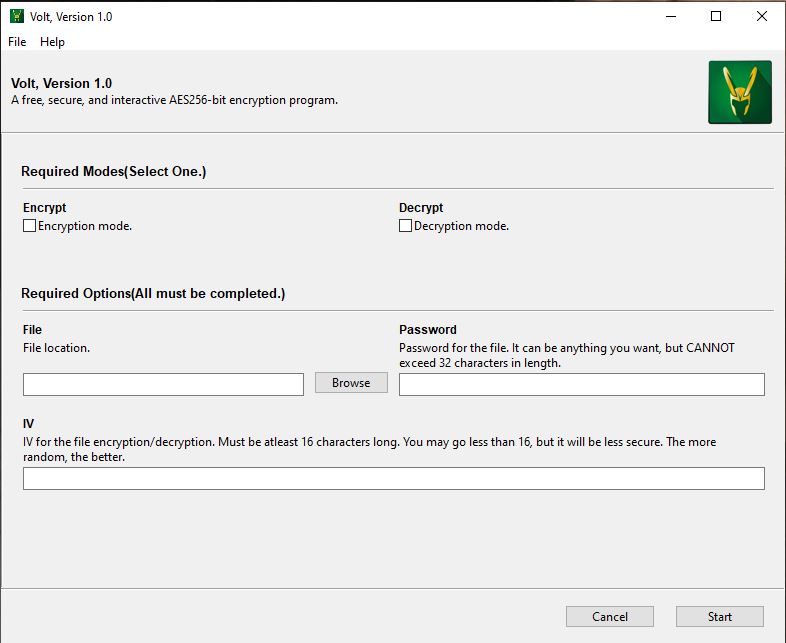 Volt, Version 1.0
File Help
Volt, Version 1.0
A free, secure, and interactive AES256-bit encryption program.
Required Modes(Select One.)
Encrypt
Encryption mode.
Decrypt
Decryption mode.
Required Options(All must be completed.)
File
File location.
Browse
Password
Password for the file. It can be anything you want, but CANNOT
exceed 32 characters in length.
IV
IV for the file encryption/decryption. Must be atleast 16 characters long. You may go less than 16, but it will be less secure. The more
random, the better.
Cancel
Start